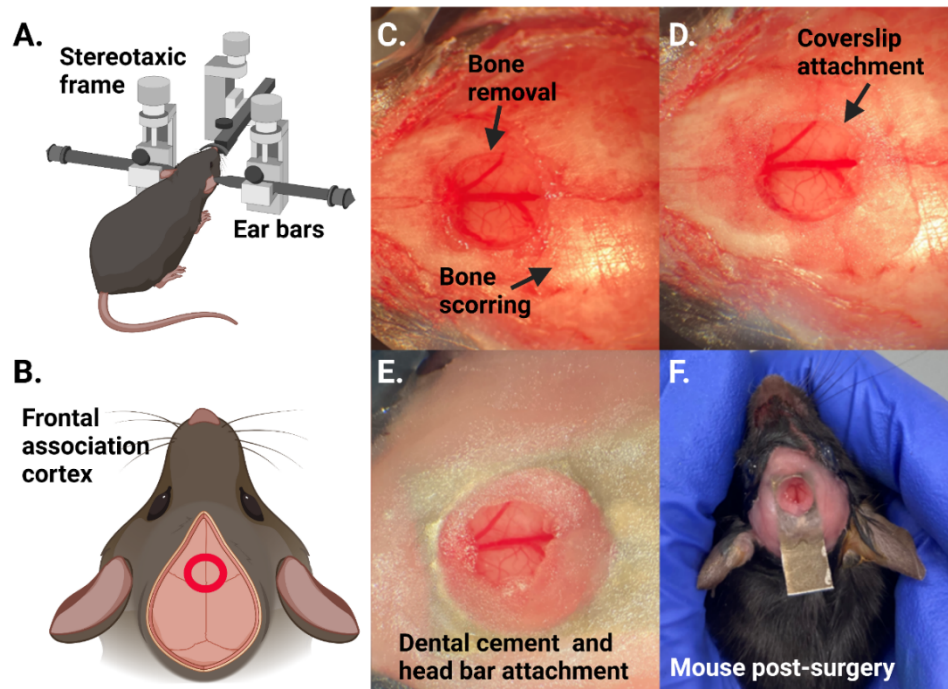 A.
Stereotaxic
frame
Ear bars
B.
Frontal
association
cortex
C.
Bone
removal
Bone
scorring
D.
Coverslip
attachment
E.
Dental cement and
head bar attachment
F.
Mouse post-surgery